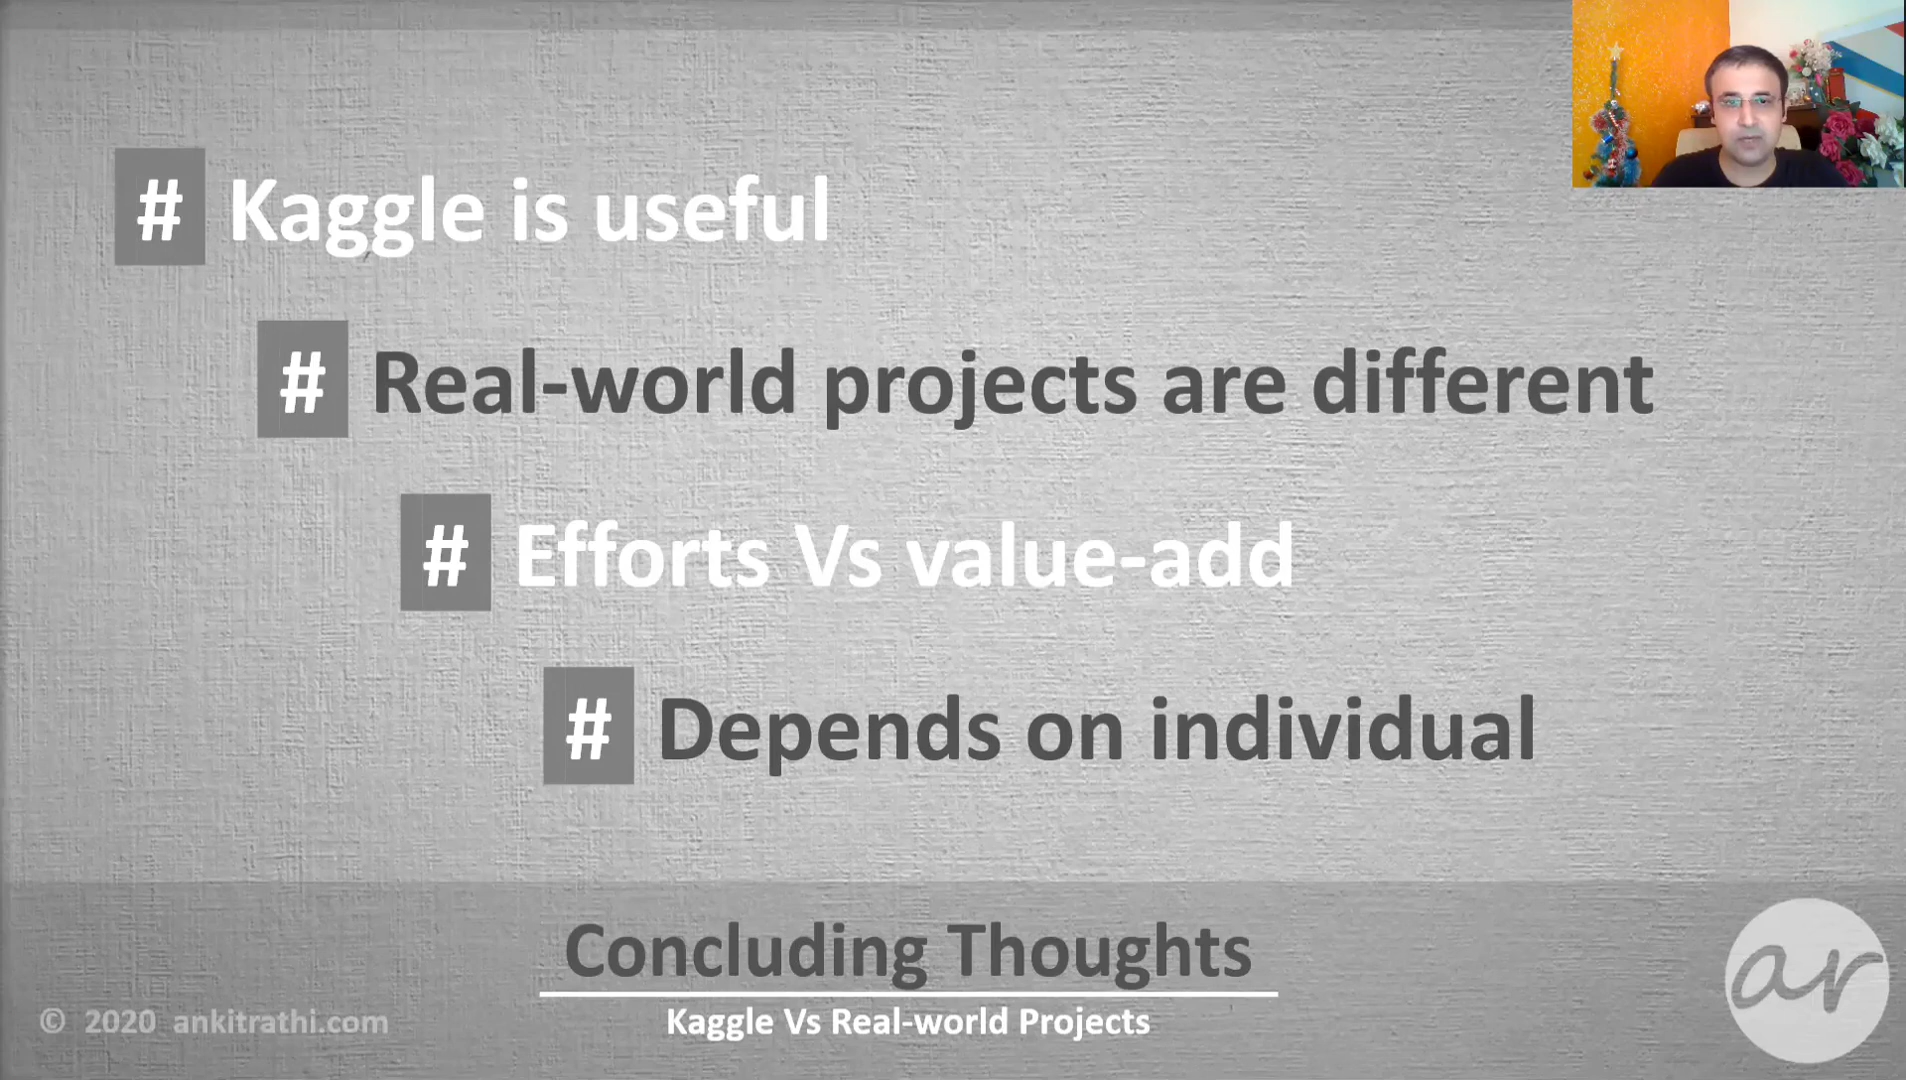 # Kaggle is useful
# Real-world projects are different
# Efforts Vs value-add
# Depends on individual
Concluding Thoughts
Kaggle Vs Real-world Projects
© 2020 ankitrathi.com
ar